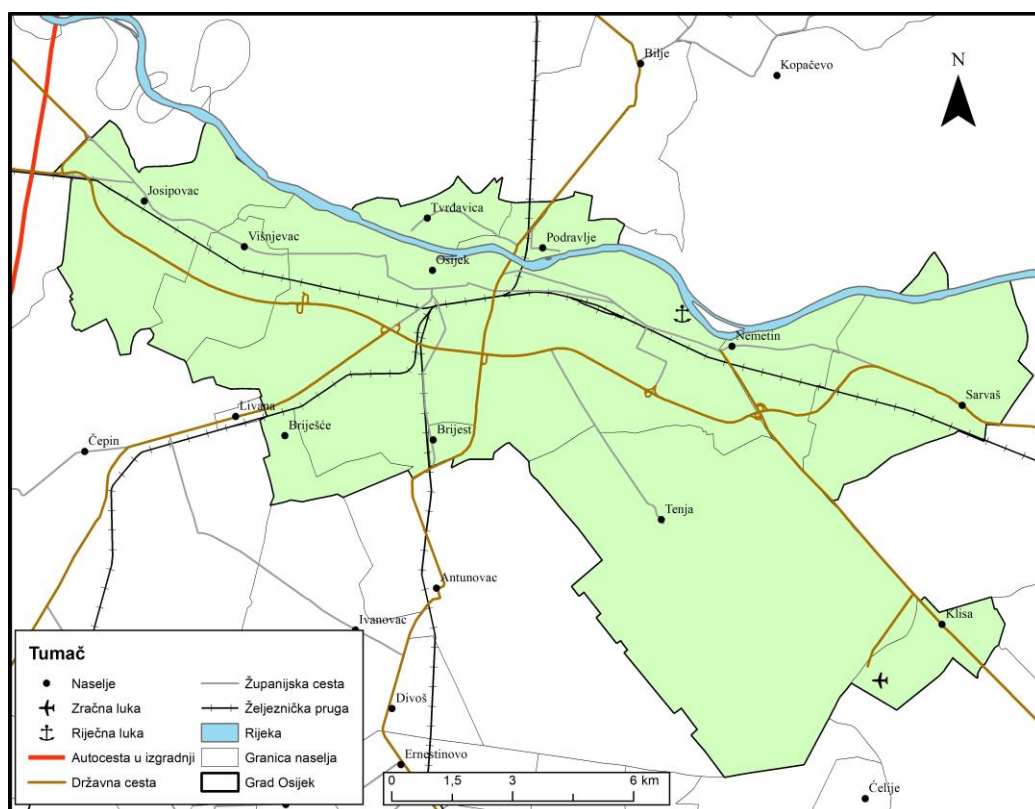 Bilje
Kopačevo
N
Josipovac
Tvrđavica
Višnjevac
Podravlje
Osijek
Nemetin
Livana
Sarvaš
Briješće
Brijest
Čepin
Tenja
Antunovac
Ivanovac
Klisa
Divoš
Ernestinovo
Ćelije
Tumač
Naselje
Zračna luka
Riječna luka
Autocesta u izgradnji
Državna cesta
Županijska cesta
Željeznička pruga
Rijeka
Granica naselja
Grad Osijek
0 1,5 3 6 km